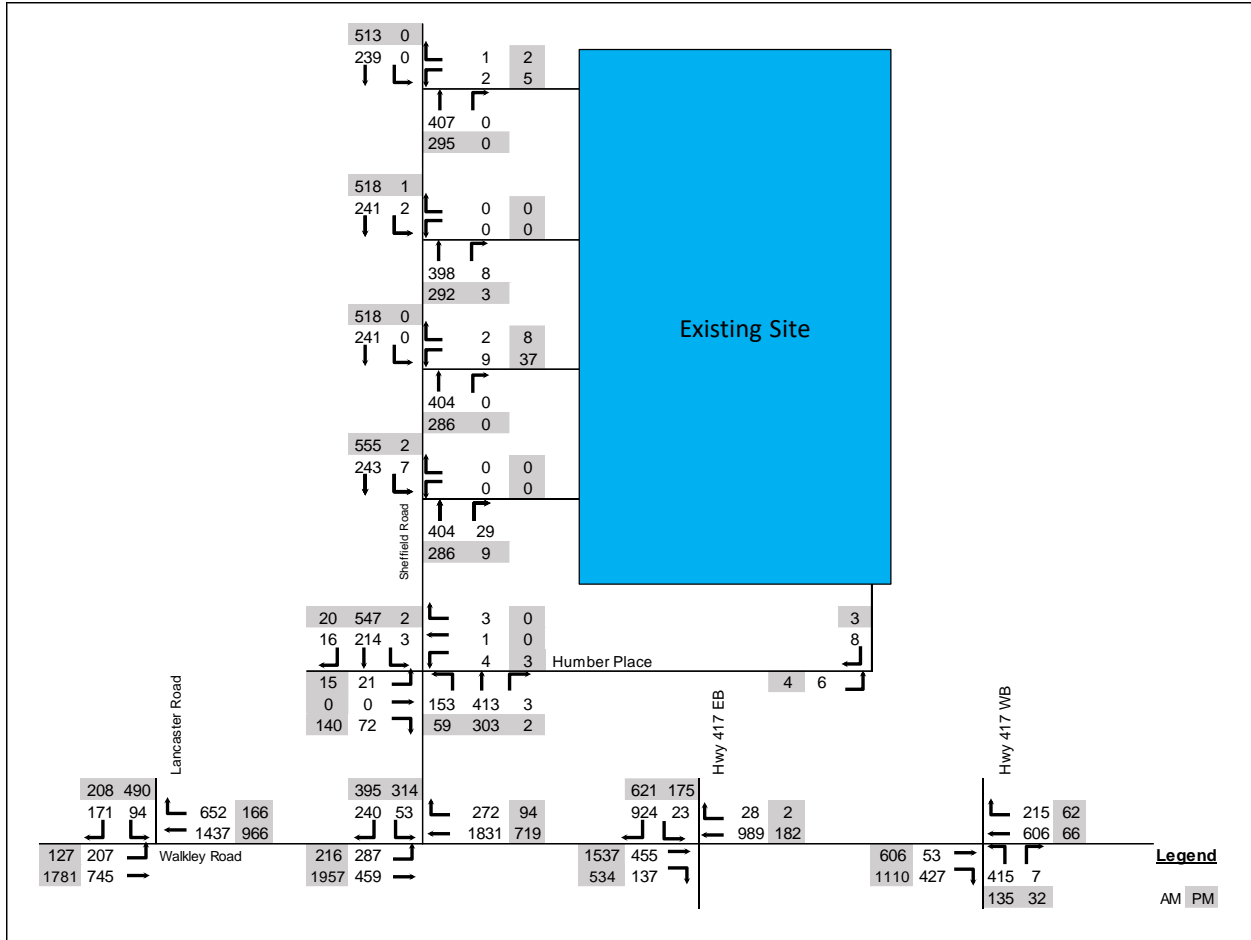 513 0
239 0 1 2
2 5
407 0
295 0
518 1
241 2 0 0
0 0
398 8
292 3
518 0
241 0 2 8
9 37
Existing Site
404 0
286 0
555 2
243 7 0 0
0 0
404 29
286 9
Sheffield Road
20 547 2 3 0
16 214 3 1 0
4 3 Humber Place
3
8
15 21
0 0 153 413 3
140 72 59 303 2
4 6
Lancaster Road
Hwy 417 EB
Hwy 417 WB
208 490
171 94 652 166
1437 966
395 314
240 53 272 94
1831 719
621 175
924 23 28 2
989 182
215 62
606 66
127 207 Walkley Road
1781 745
216 287
1957 459
1537 455
534 137
606 53
1110 427
415 7
135 32
Legend
AM PM